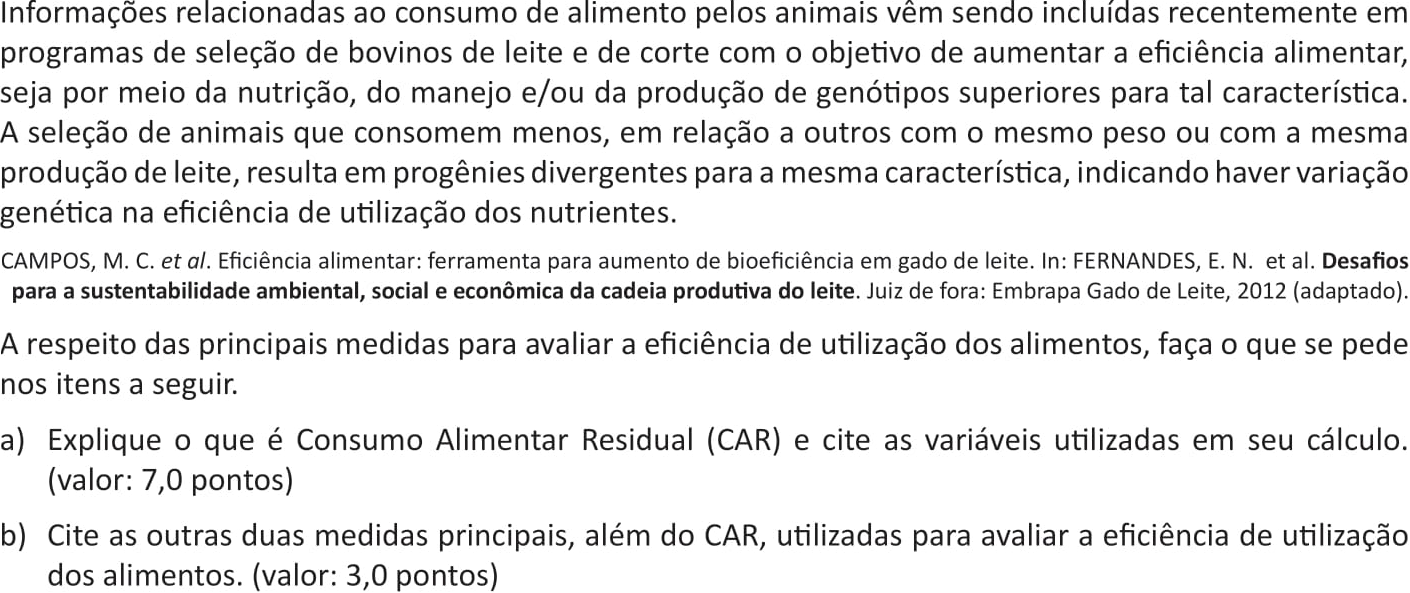 Informações relacionadas ao consumo de alimento pelos animais vêm sendo incluídas recentemente em
programas de seleção de bovinos de leite e de corte com o objetivo de aumentar a eficiência alimentar,
seja por meio da nutrição, do manejo e/ou da produção de genótipos superiores para tal característica.
A seleção de animais que consomem menos, em relação a outros com o mesmo peso ou com a mesma
produção de leite, resulta em progênies divergentes para a mesma característica, indicando haver variação
genética na eficiência de utilização dos nutrientes.
CAMPOS, M. C. et al. Eficiência alimentar: ferramenta para aumento de bioeficiência em gado de leite. In: FERNANDES, E. N. et al. Desafios
para a sustentabilidade ambiental, social e econômica da cadeia produtiva do leite. Juiz de fora: Embrapa Gado de Leite, 2012 (adaptado).
A respeito das principais medidas para avaliar a eficiência de utilização dos alimentos, faça o que se pede
nos itens a seguir.
a) Explique o que é Consumo Alimentar Residual (CAR) e cite as variáveis utilizadas em seu cálculo.
(valor: 7,0 pontos)
b) Cite as outras duas medidas principais, além do CAR, utilizadas para avaliar a eficiência de utilização
dos alimentos. (valor: 3,0 pontos)